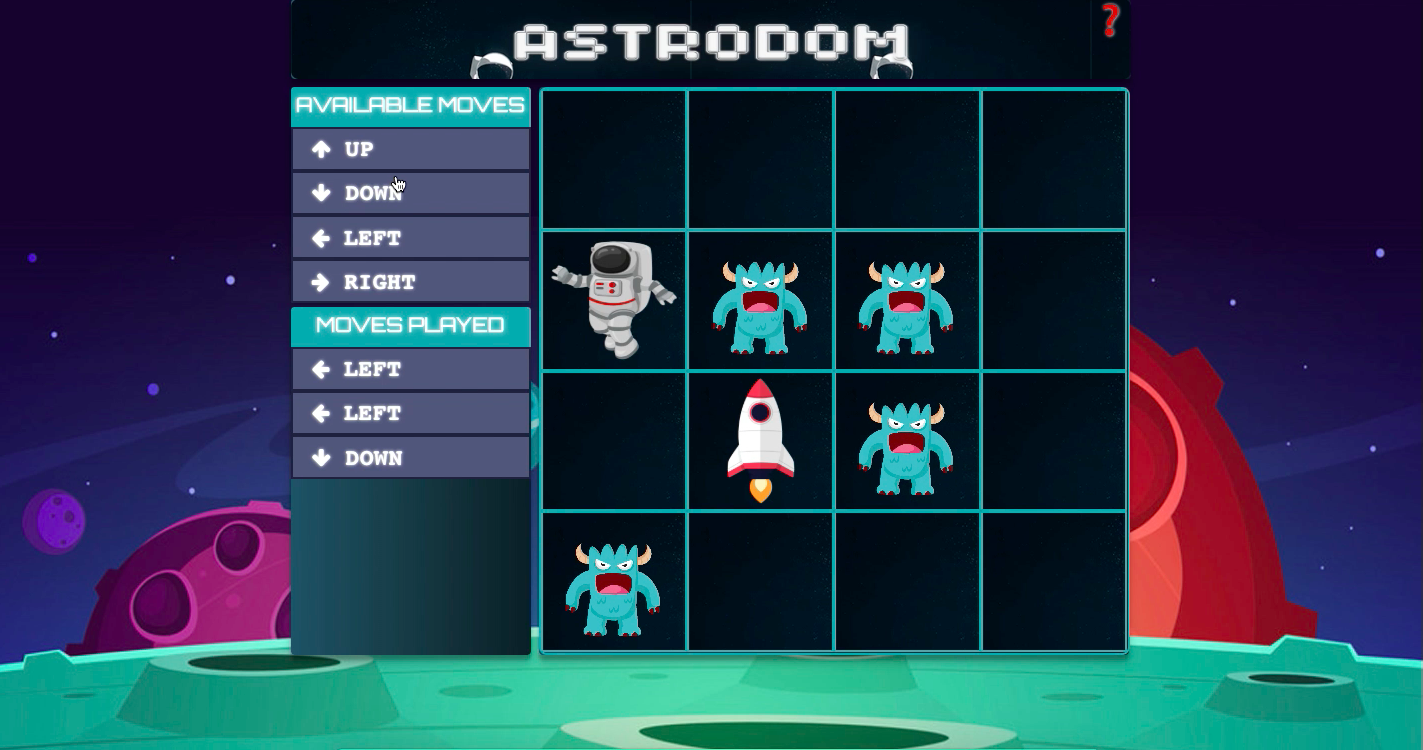 ASTRODOM
?
AVAILABLE MOVES
UP
DOWN
LEFT
RIGHT
MOVES PLAYED
LEFT
LEFT
DOWN